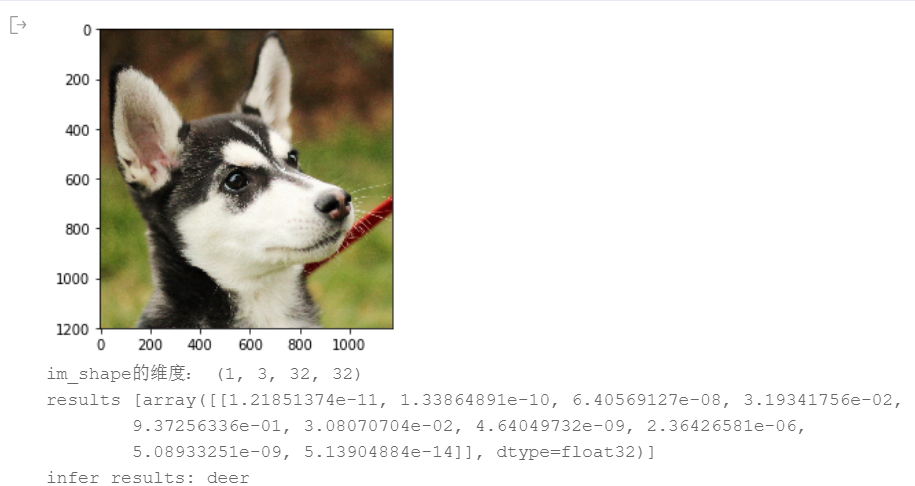 0
200
400
600
800
1000
1200
0 200 400 600 800 1000
im_shape的维度： (1, 3, 32, 32)
results [array([[1.21851374e-11, 1.33864891e-10, 6.40569127e-08, 3.19341756e-02,
9.37256336e-01, 3.08070704e-02, 4.64049732e-09, 2.36426581e-06,
5.08933251e-09, 5.13904884e-14]], dtype=float32)]
infer results: deer